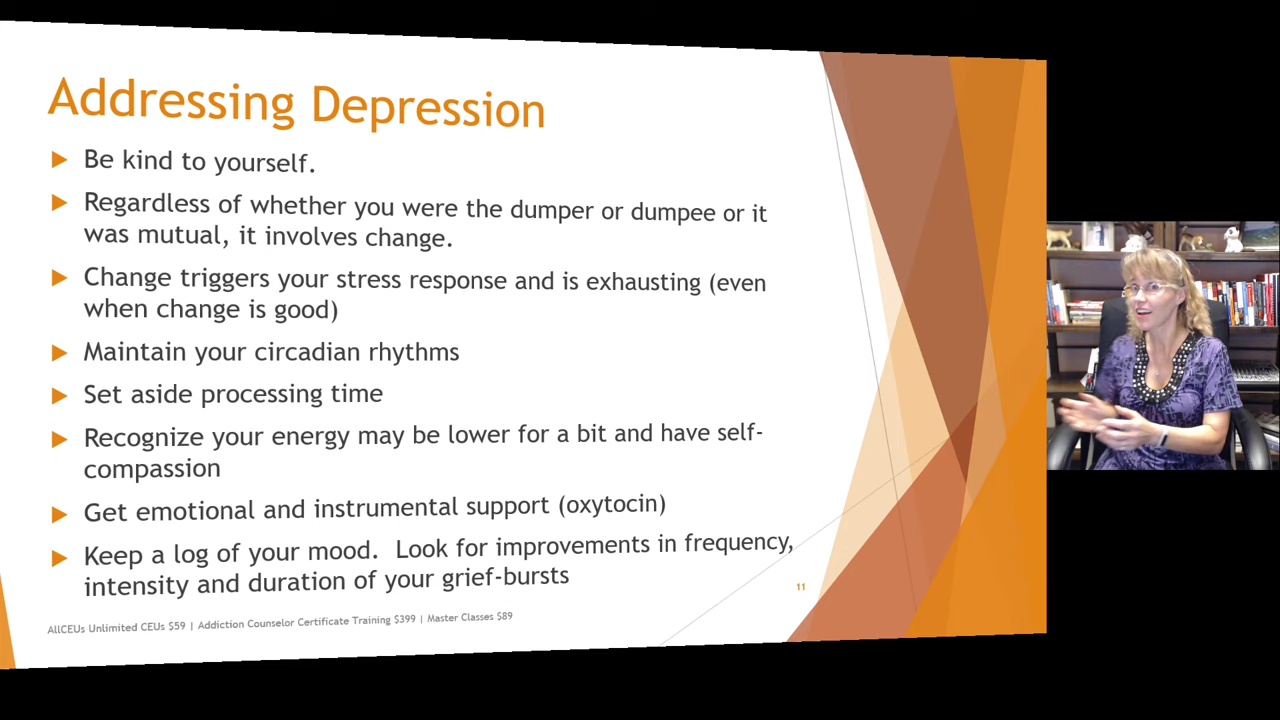 Addressing Depression
Be kind to yourself.
Regardless of whether you were the dumper or dumpee or it
was mutual, it involves change.
Change triggers your stress response and is exhausting (even
when change is good)
Maintain your circadian rhythms
Set aside processing time
Recognize your energy may be lower for a bit and have self-
compassion
Get emotional and instrumental support (oxytocin)
Keep a log of your mood.  Look for improvements in frequency,
intensity and duration of your grief-bursts
11
AllCEUs Unlimited CEUs $59 | Addiction Counselor Certificate Training $399 | Master Classes $89